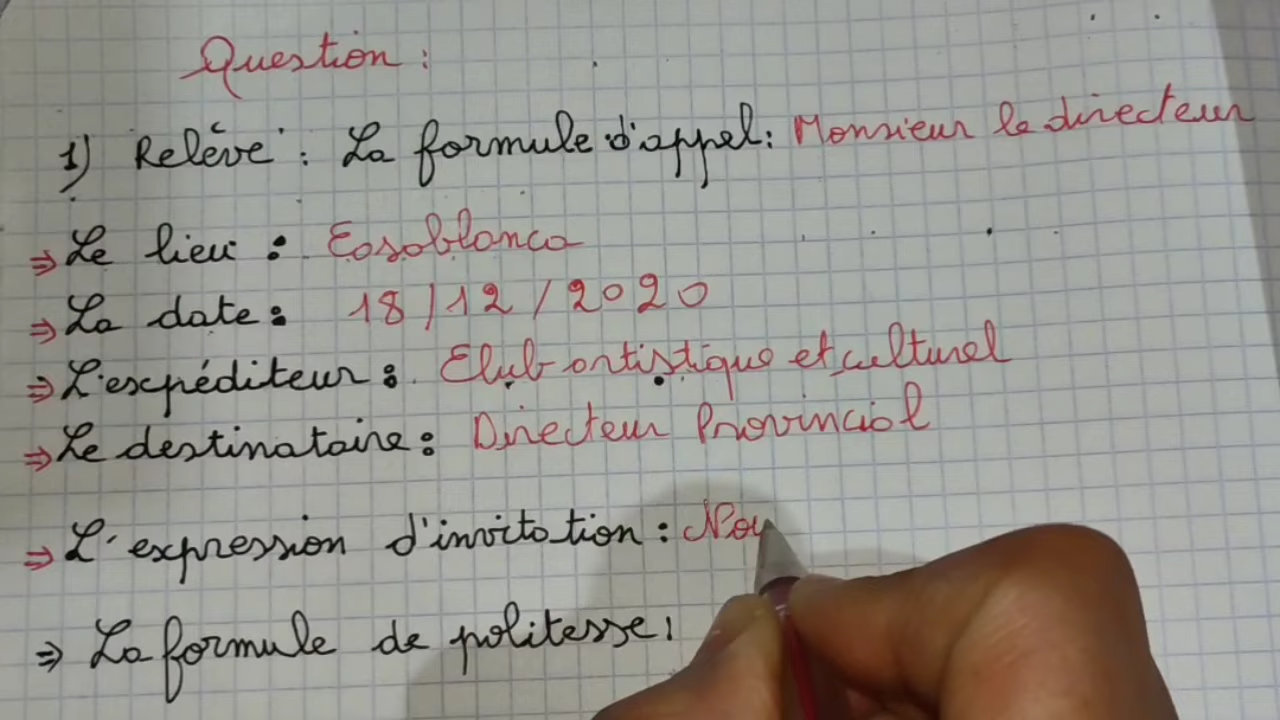 Question :
1) Relève : La formule d'appel : Monsieur le directeur
⇒ Le lieu : Casablanca
⇒ La date : 18/12/2020
⇒ L'expéditeur : Club artistique et culturel
⇒ Le destinataire : Directeur Provincial
⇒ L'expression d'invitation : Nou
⇒ La formule de politesse :